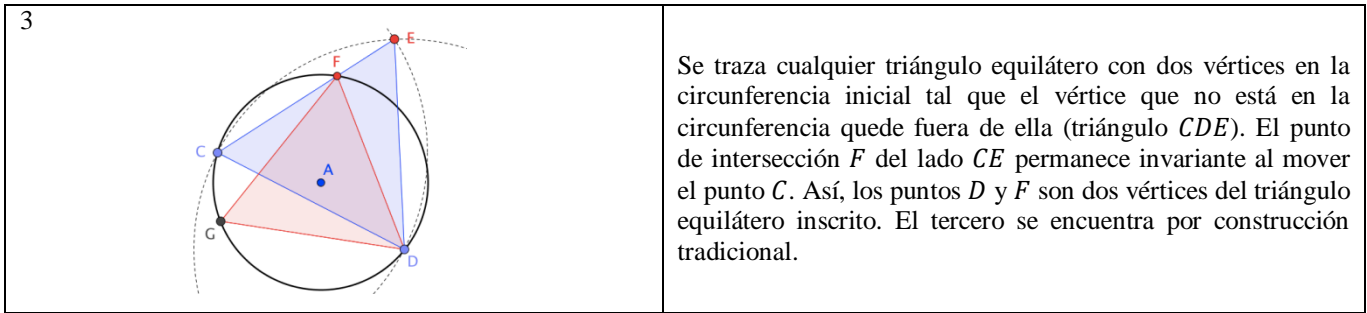 3
E
F
C
A
G
D
Se traza cualquier triángulo equilátero con dos vértices en la
circunferencia inicial tal que el vértice que no está en la
circunferencia quede fuera de ella (triángulo CDE). El punto
de intersección F del lado CE permanece invariante al mover
el punto C. Así, los puntos D y F son dos vértices del triángulo
equilátero inscrito. El tercero se encuentra por construcción
tradicional.